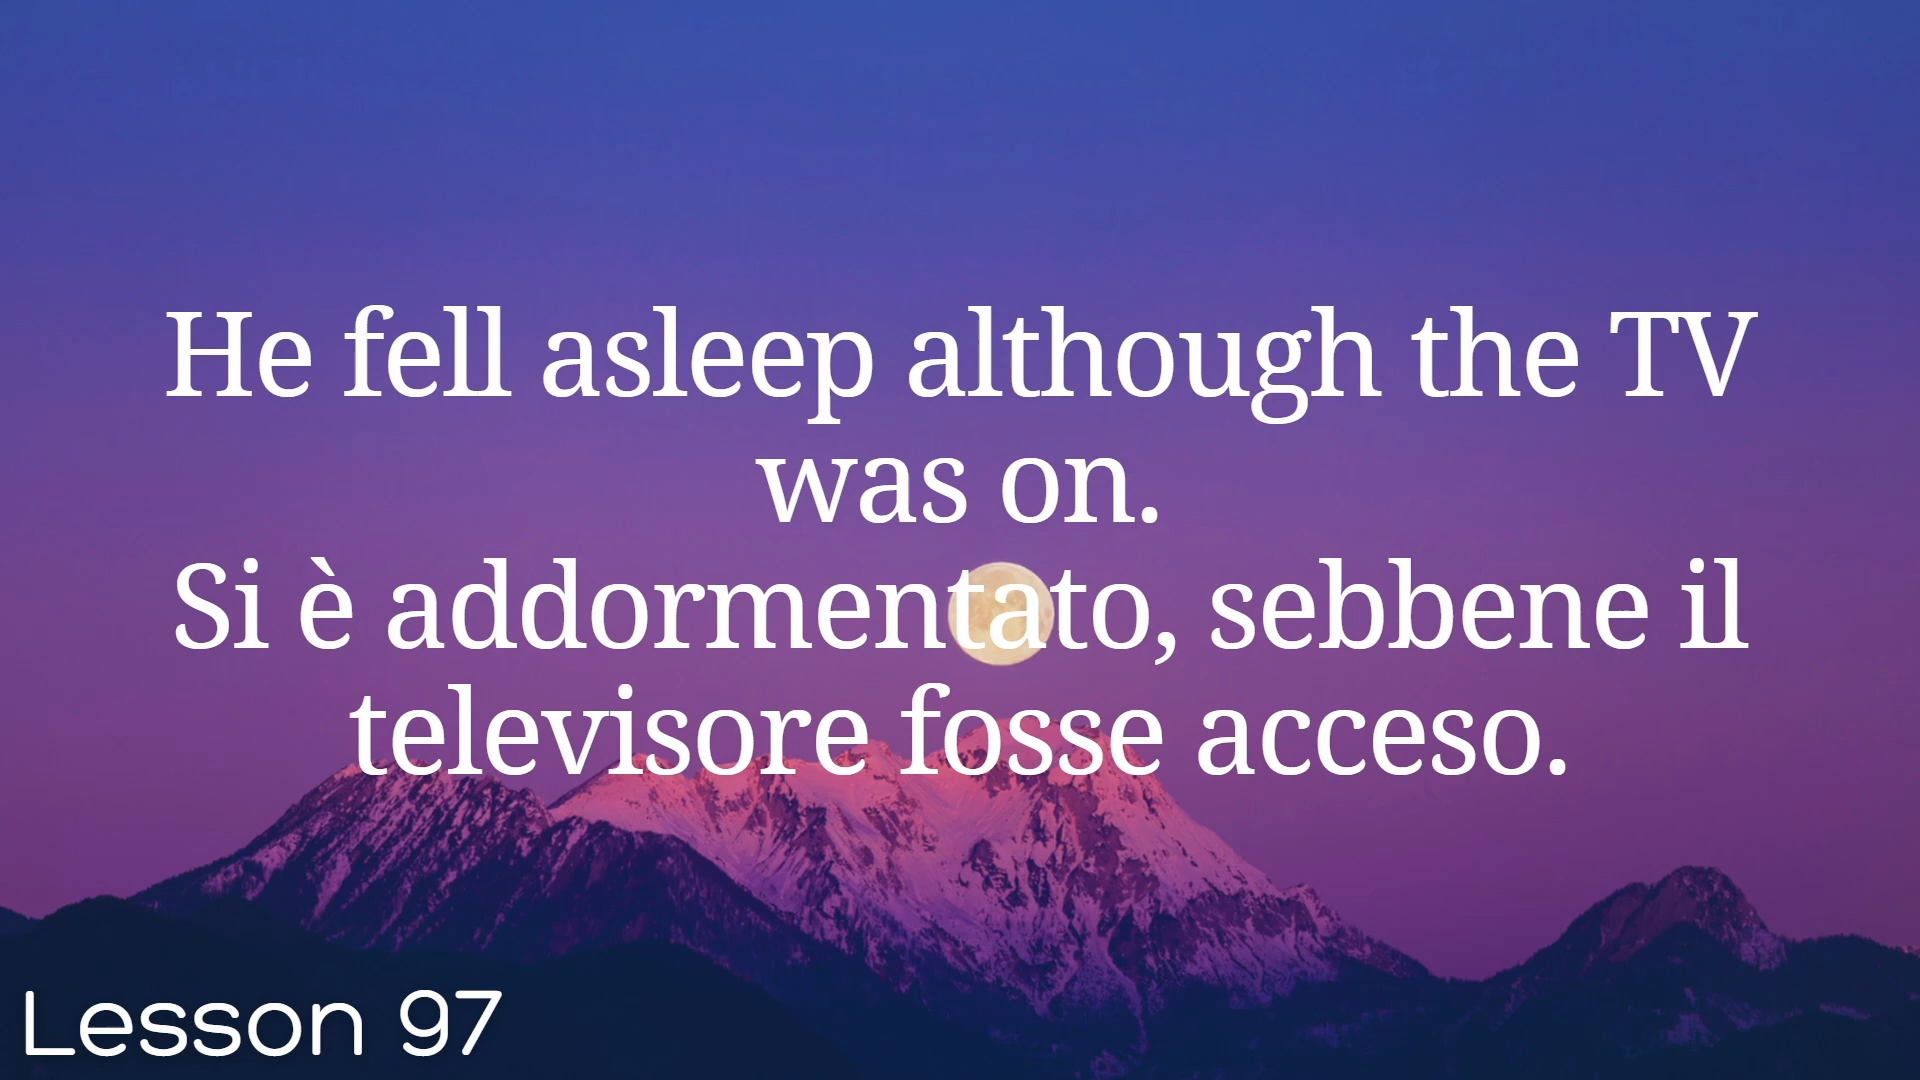 He fell asleep although the TV
was on.
Si è addormentato, sebbene il
televisore fosse acceso.
Lesson 97